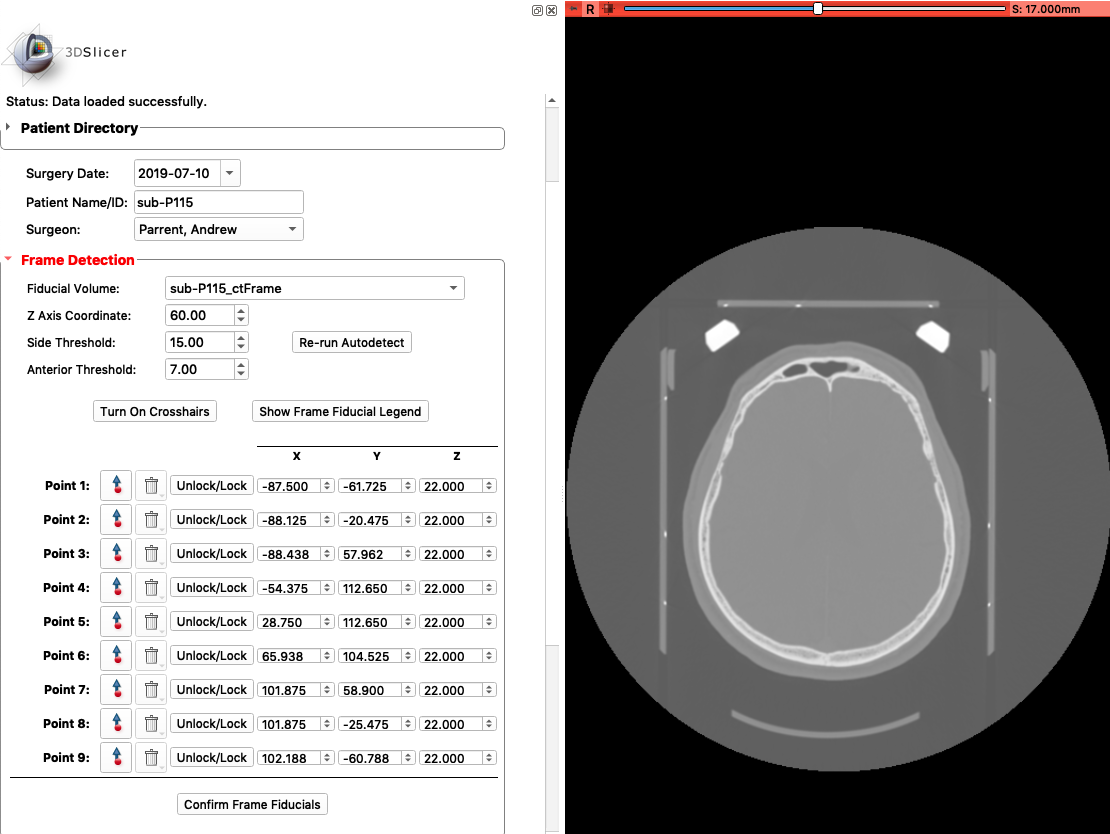 R S: 17.000mm
3DSlicer
Status: Data loaded successfully.
Patient Directory
Surgery Date: 2019-07-10
Patient Name/ID: sub-P115
Surgeon: Parrent, Andrew
Frame Detection
Fiducial Volume: sub-P115_ctFrame
Z Axis Coordinate: 60.00
Side Threshold: 15.00 Re-run Autodetect
Anterior Threshold: 7.00
Turn On Crosshairs Show Frame Fiducial Legend
X Y Z
Point 1: Unlock/Lock -87.500 -61.725 22.000
Point 2: Unlock/Lock -88.125 -20.475 22.000
Point 3: Unlock/Lock -88.438 57.962 22.000
Point 4: Unlock/Lock -54.375 112.650 22.000
Point 5: Unlock/Lock 28.750 112.650 22.000
Point 6: Unlock/Lock 65.938 104.525 22.000
Point 7: Unlock/Lock 101.875 58.900 22.000
Point 8: Unlock/Lock 101.875 -25.475 22.000
Point 9: Unlock/Lock 102.188 -60.788 22.000
Confirm Frame Fiducials